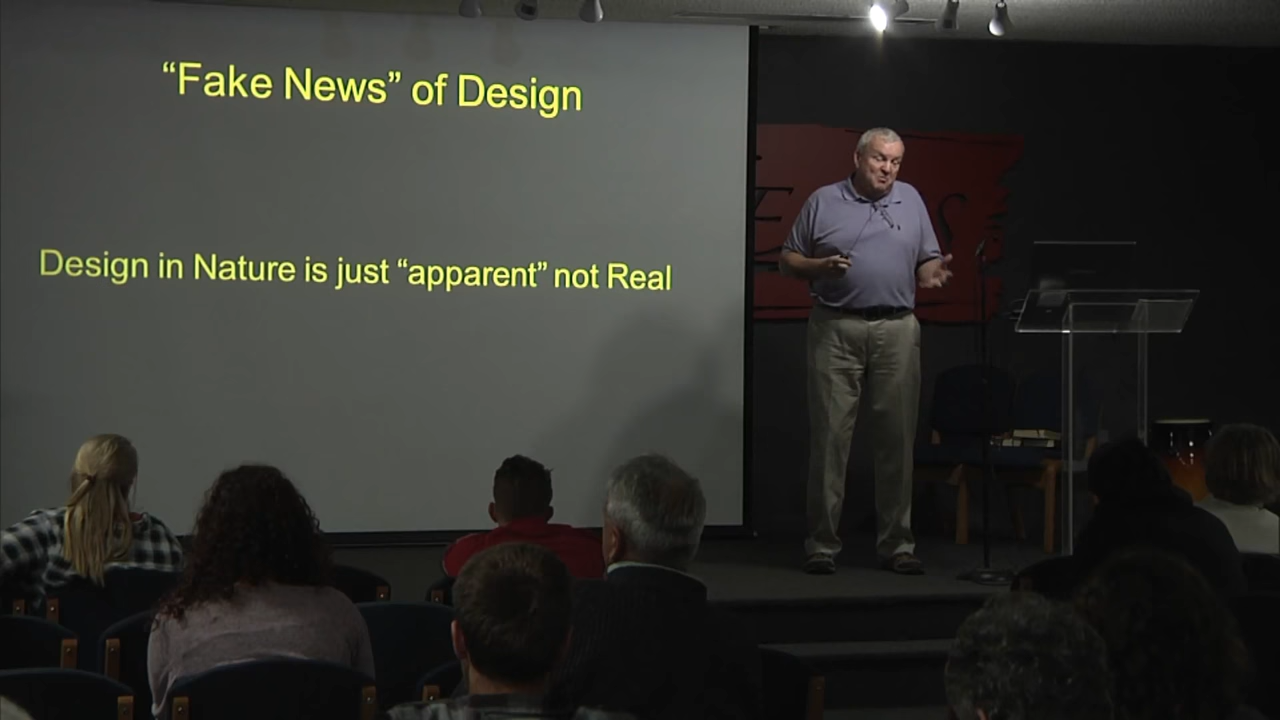 “Fake News” of Design
Design in Nature is just “apparent” not Real